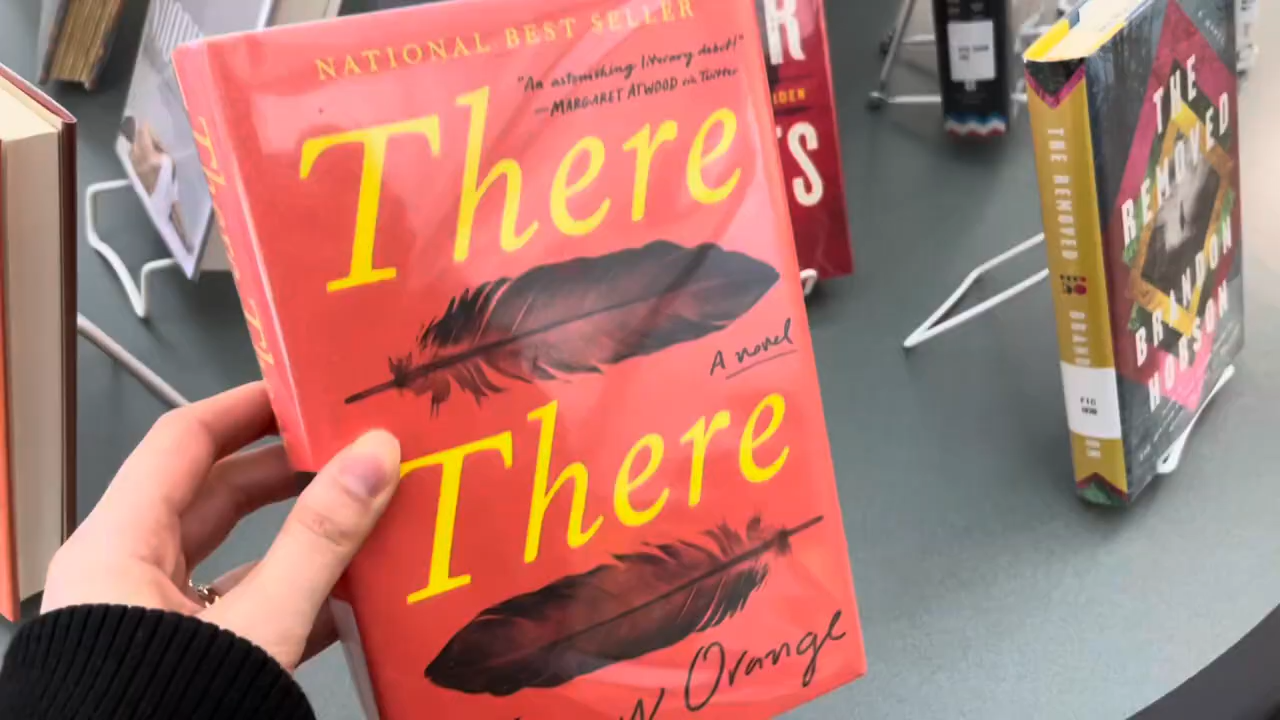 NATIONAL BEST SELLER
"An astonishing literary debut!"
—MARGARET ATWOOD via Twitter
There
A novel
There
Orange
THE REMOVED
THE
REMOVED
BRANDON
HOBSON
FIC